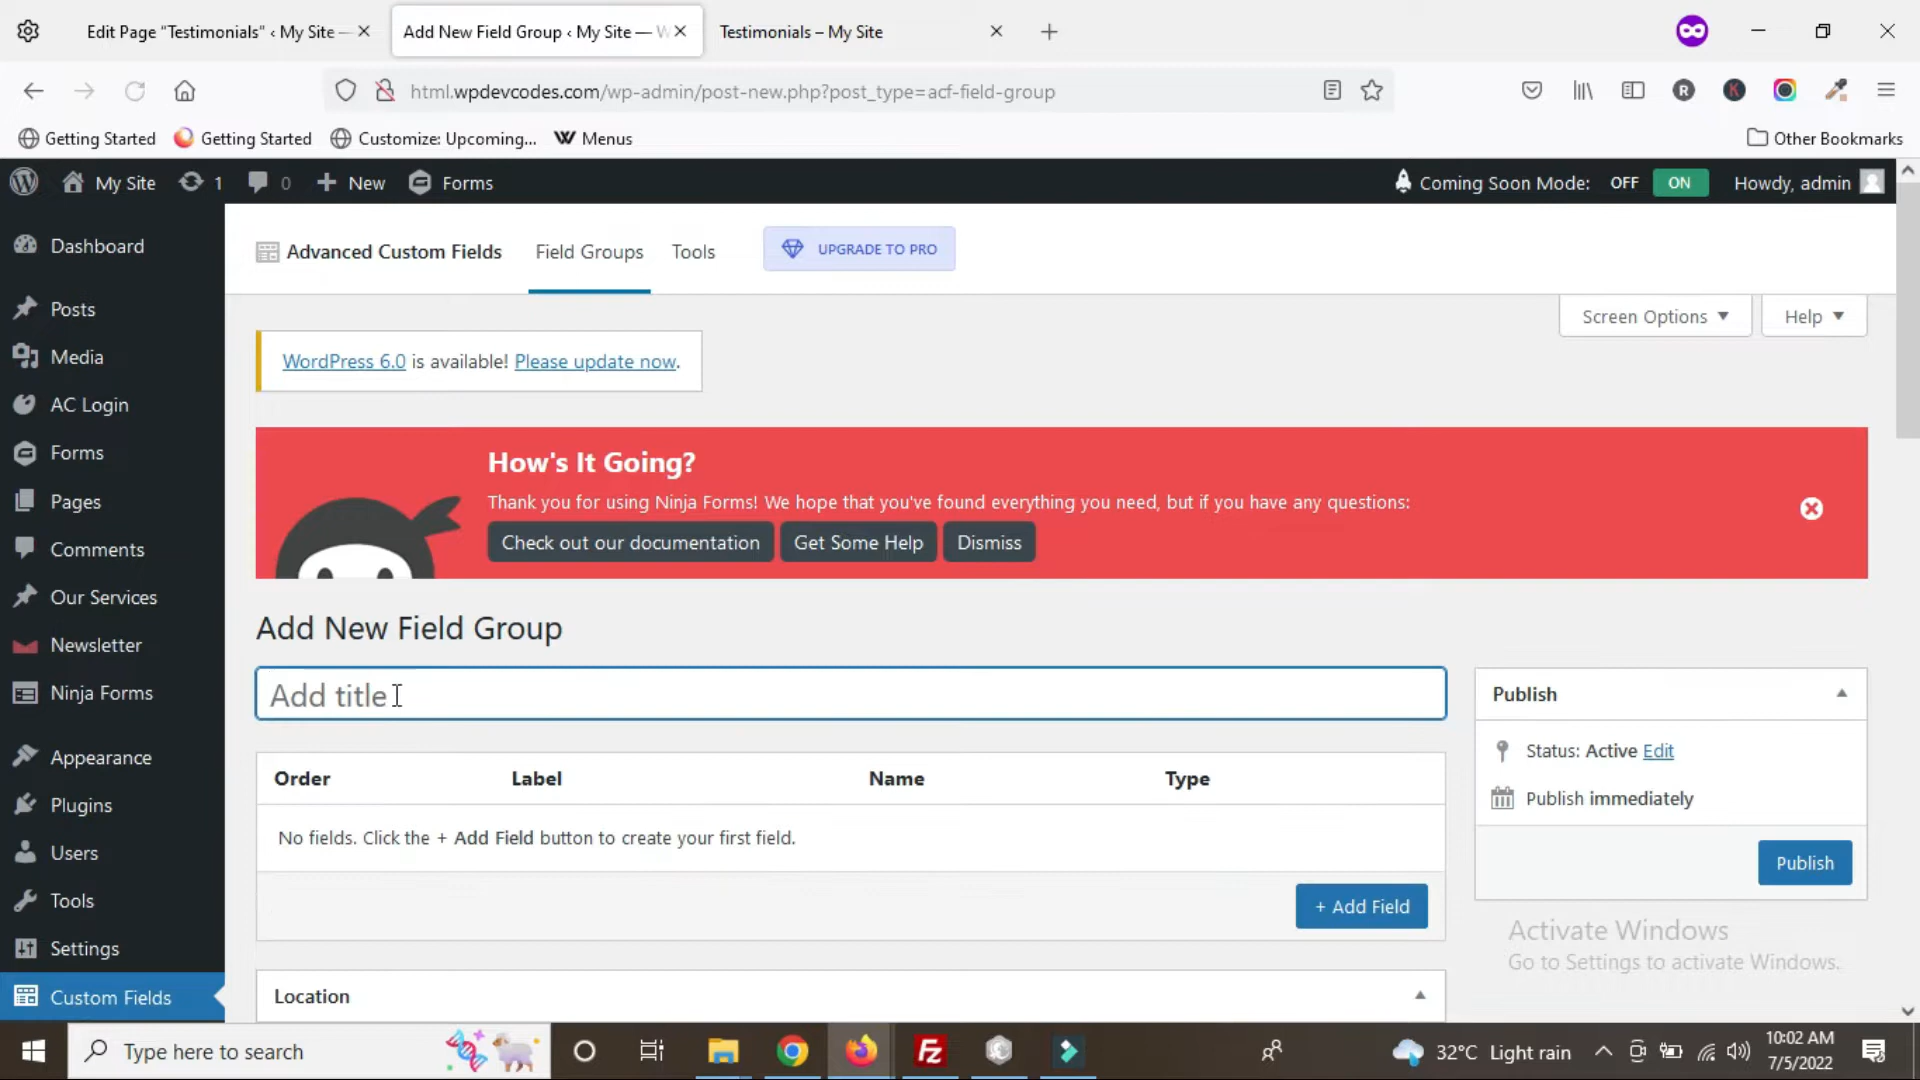 Edit Page “Testimonials” ‹ My Site —
Add New Field Group ‹ My Site — W
Testimonials – My Site
html.wpdevcodes.com/wp-admin/post-new.php?post_type=acf-field-group
Getting Started
Getting Started
Customize: Upcoming...
Menus
Other Bookmarks
My Site
1
0
New
Forms
Coming Soon Mode: OFF ON
Howdy, admin
Dashboard
Posts
Media
AC Login
Forms
Pages
Comments
Our Services
Newsletter
Ninja Forms
Appearance
Plugins
Users
Tools
Settings
Custom Fields
Advanced Custom Fields
Field Groups
Tools
UPGRADE TO PRO
Screen Options
Help
WordPress 6.0 is available! Please update now.
How's It Going?
Thank you for using Ninja Forms! We hope that you've found everything you need, but if you have any questions:
Check out our documentation
Get Some Help
Dismiss
Add New Field Group
Add title
Order Label Name Type
No fields. Click the + Add Field button to create your first field.
+ Add Field
Location
Publish
Status: Active Edit
Publish immediately
Publish
Activate Windows
Go to Settings to activate Windows.
Type here to search
32°C Light rain
10:02 AM
7/5/2022